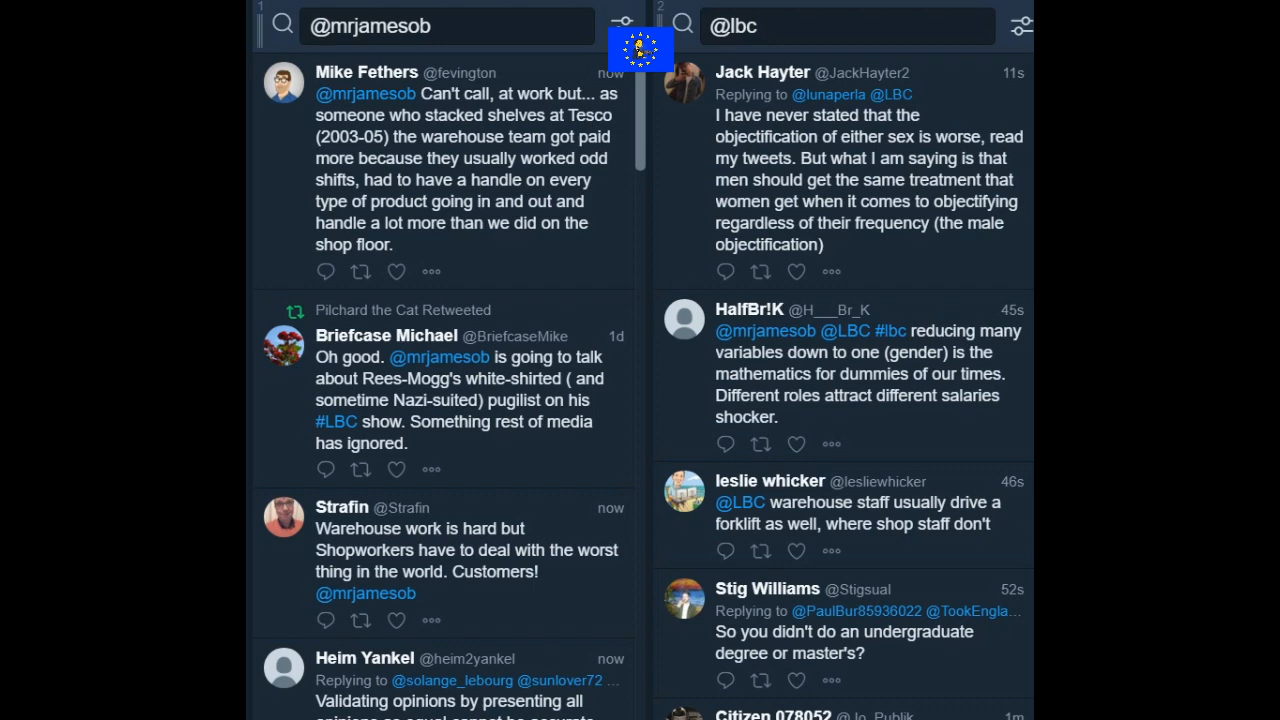 1
@mrjamesob
Mike Fethers @fevington now
@mrjamesob Can't call, at work but... as
someone who stacked shelves at Tesco
(2003-05) the warehouse team got paid
more because they usually worked odd
shifts, had to have a handle on every
type of product going in and out and
handle a lot more than we did on the
shop floor.
Pilchard the Cat Retweeted
Briefcase Michael @BriefcaseMike 1d
Oh good. @mrjamesob is going to talk
about Rees-Mogg's white-shirted ( and
sometime Nazi-suited) pugilist on his
#LBC show. Something rest of media
has ignored.
Strafin @Strafin now
Warehouse work is hard but
Shopworkers have to deal with the worst
thing in the world. Customers!
@mrjamesob
Heim Yankel @heim2yankel now
Replying to @solange_lebourg @sunlover72 ...
Validating opinions by presenting all
2
@lbc
Jack Hayter @JackHayter2 11s
Replying to @lunaperla @LBC
I have never stated that the
objectification of either sex is worse, read
my tweets. But what I am saying is that
men should get the same treatment that
women get when it comes to objectifying
regardless of their frequency (the male
objectification)
HalfBr!K @H___Br_K 45s
@mrjamesob @LBC #lbc reducing many
variables down to one (gender) is the
mathematics for dummies of our times.
Different roles attract different salaries
shocker.
leslie whicker @lesliewhicker 46s
@LBC warehouse staff usually drive a
forklift as well, where shop staff don't
Stig Williams @Stigsual 52s
Replying to @PaulBur85936022 @TookEngla...
So you didn't do an undergraduate
degree or master's?
Citizen 078052 @Jo_Publik 1m